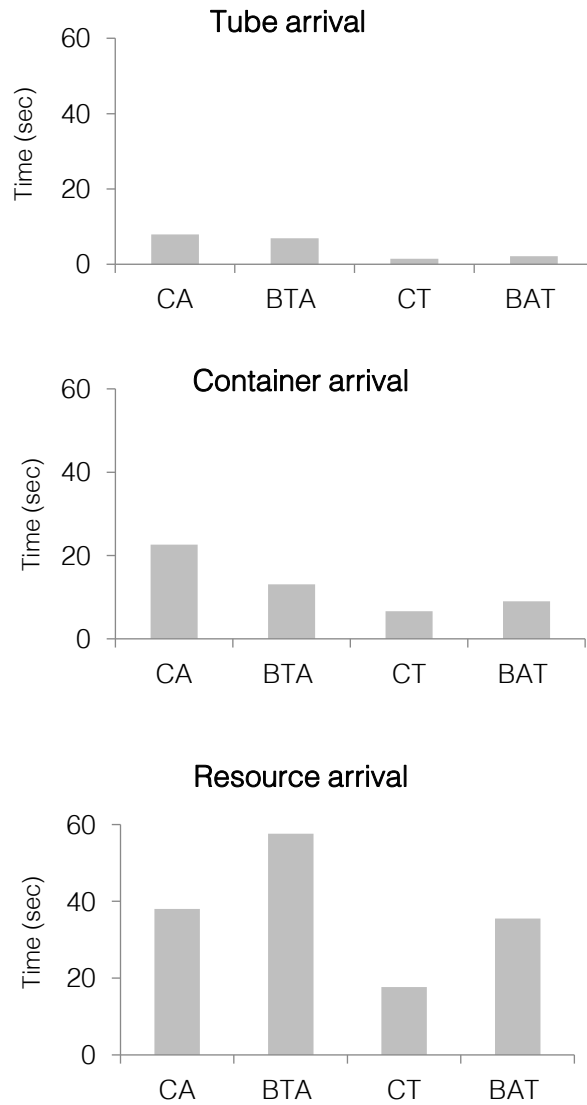 Tube arrival
60
40
20
0
Time (sec)
CA BTA CT BAT
Container arrival
60
40
20
0
Time (sec)
CA BTA CT BAT
Resource arrival
60
40
20
0
Time (sec)
CA BTA CT BAT